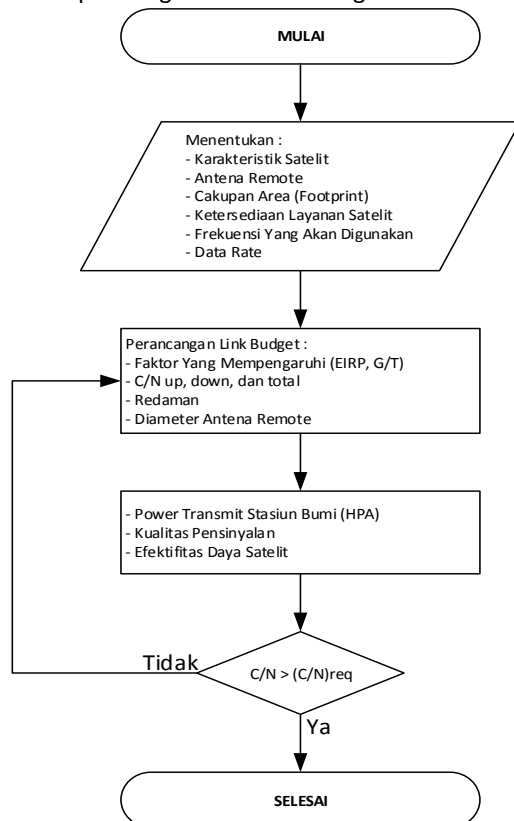 MULAI
Menentukan :
- Karakteristik Satelit
- Antena Remote
- Cakupan Area (Footprint)
- Ketersediaan Layanan Satelit
- Frekuensi Yang Akan Digunakan
- Data Rate
Perancangan Link Budget :
- Faktor Yang Mempengaruhi (EIRP, G/T)
- C/N up, down, dan total
- Redaman
- Diameter Antena Remote
- Power Transmit Stasiun Bumi (HPA)
- Kualitas Pensinyalan
- Efektifitas Daya Satelit
Tidak
C/N > (C/N)req
Ya
SELESAI